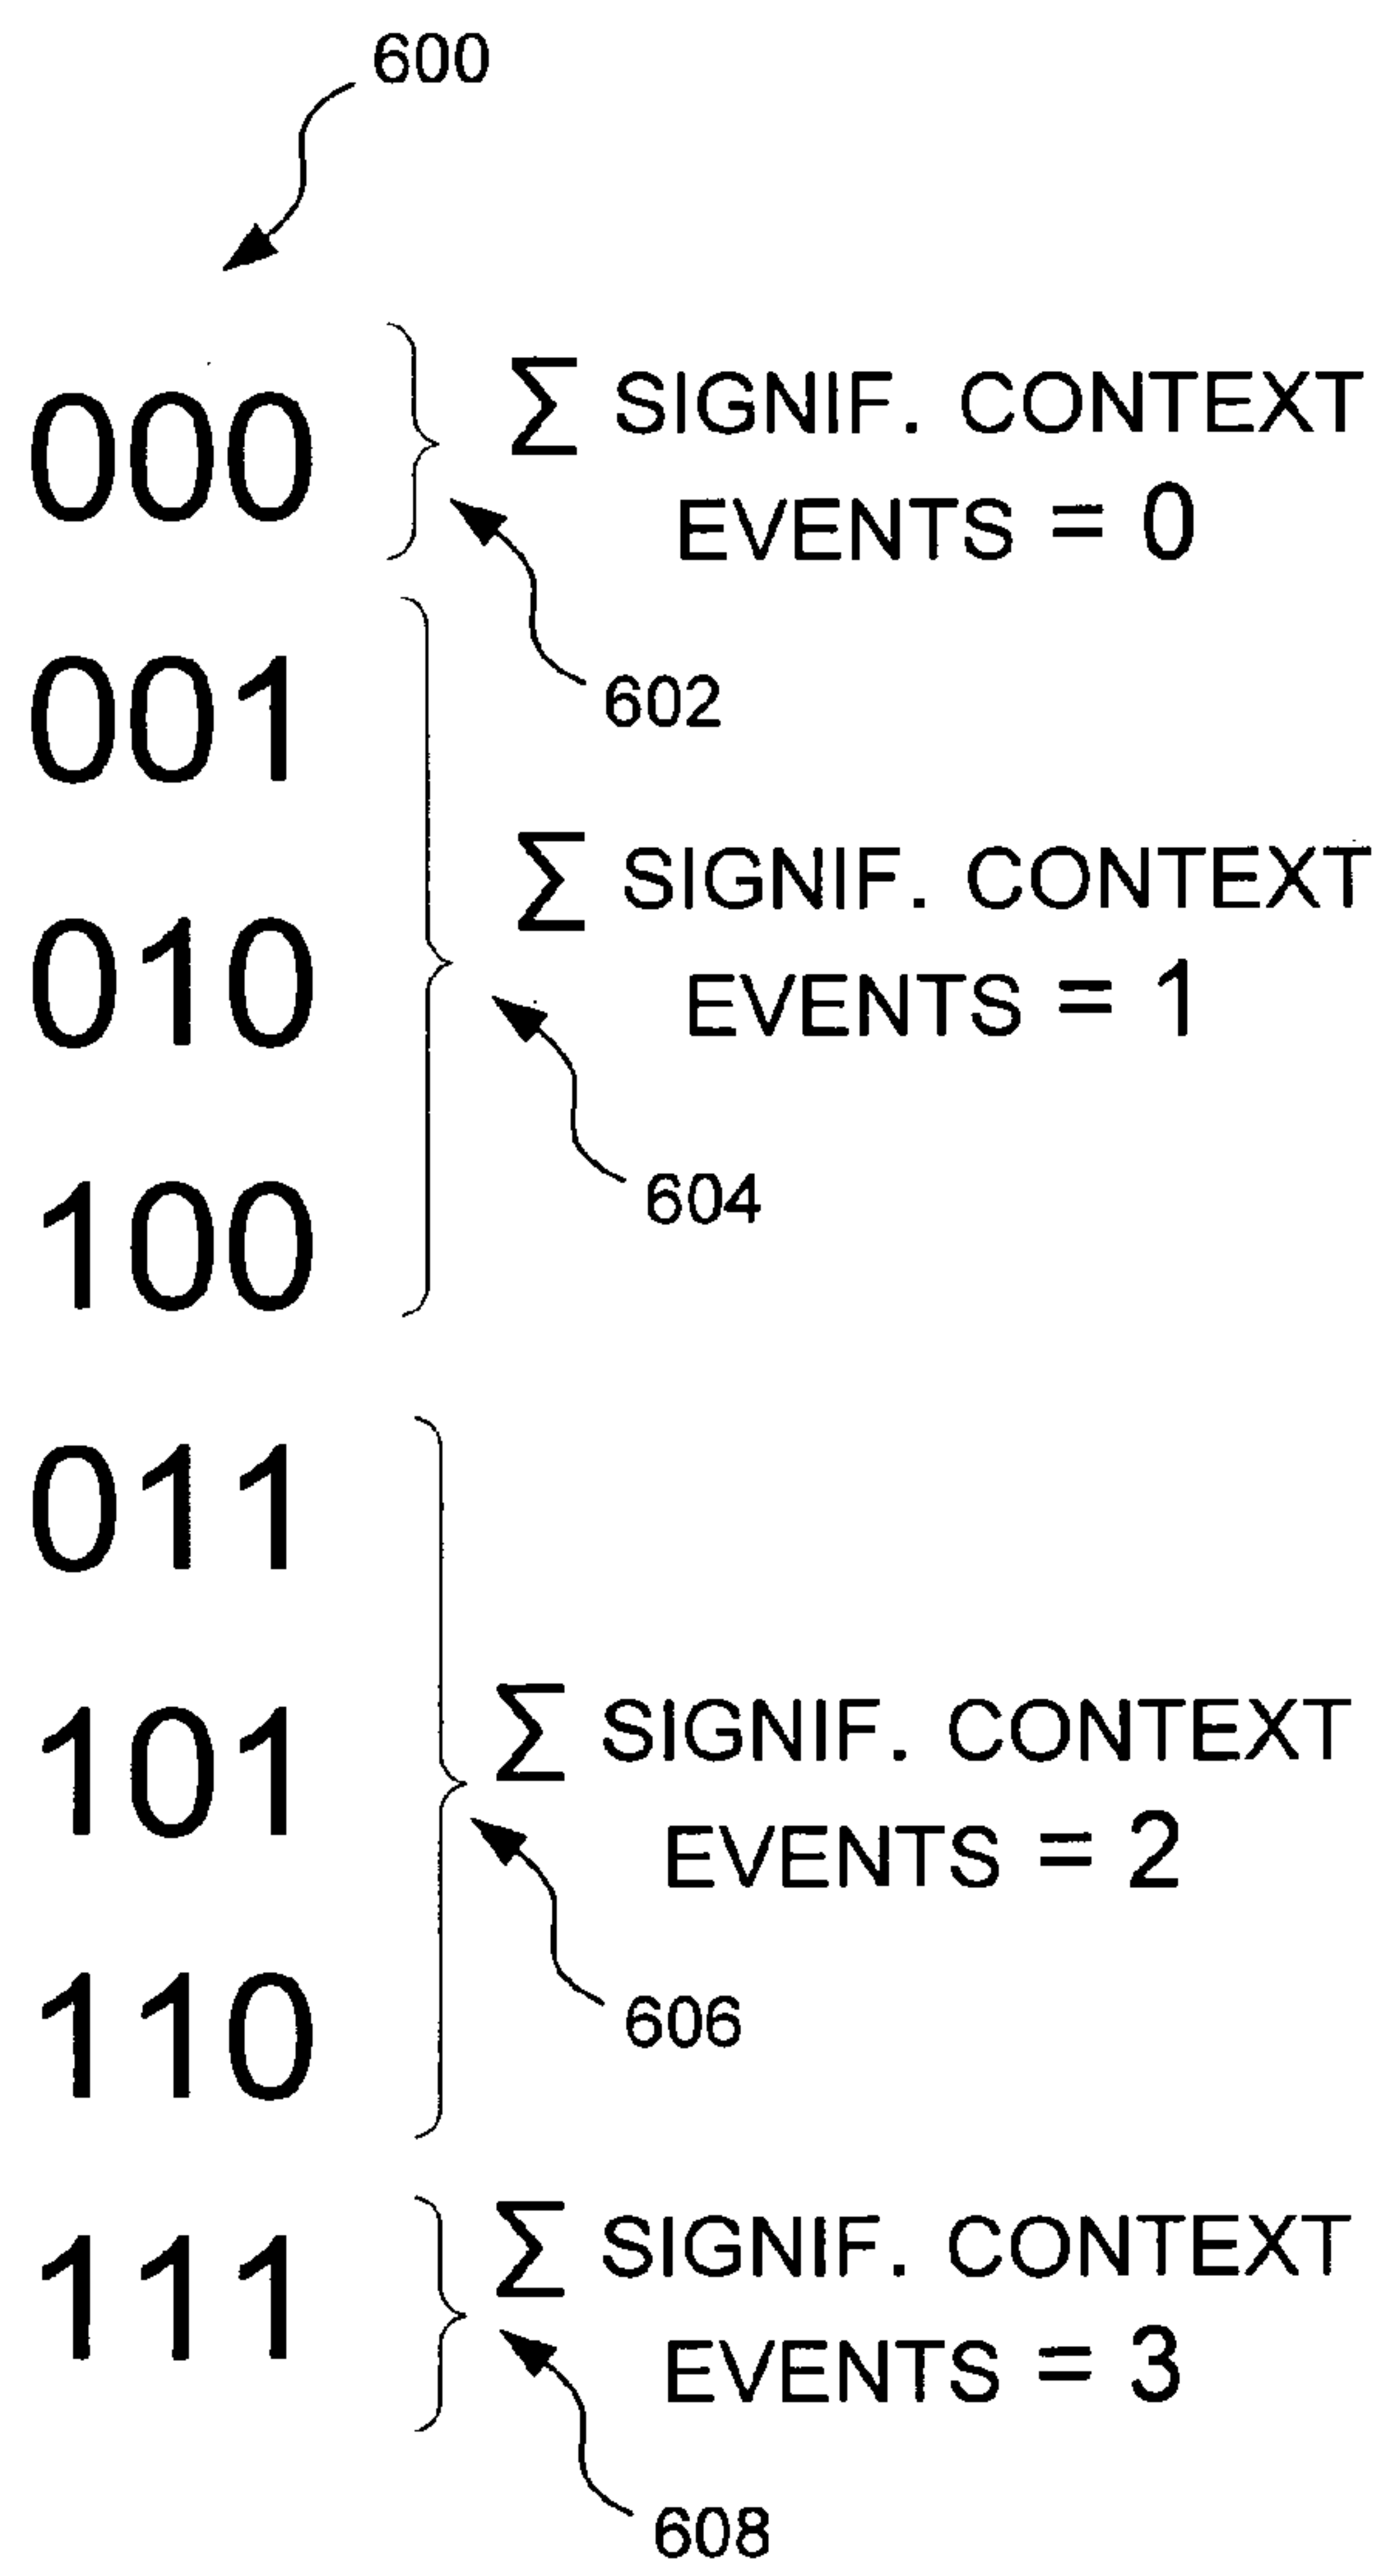 600
000
∑ SIGNIF. CONTEXT
EVENTS = 0
602
001
010
100
∑ SIGNIF. CONTEXT
EVENTS = 1
604
011
101
110
∑ SIGNIF. CONTEXT
EVENTS = 2
606
111
∑ SIGNIF. CONTEXT
EVENTS = 3
608